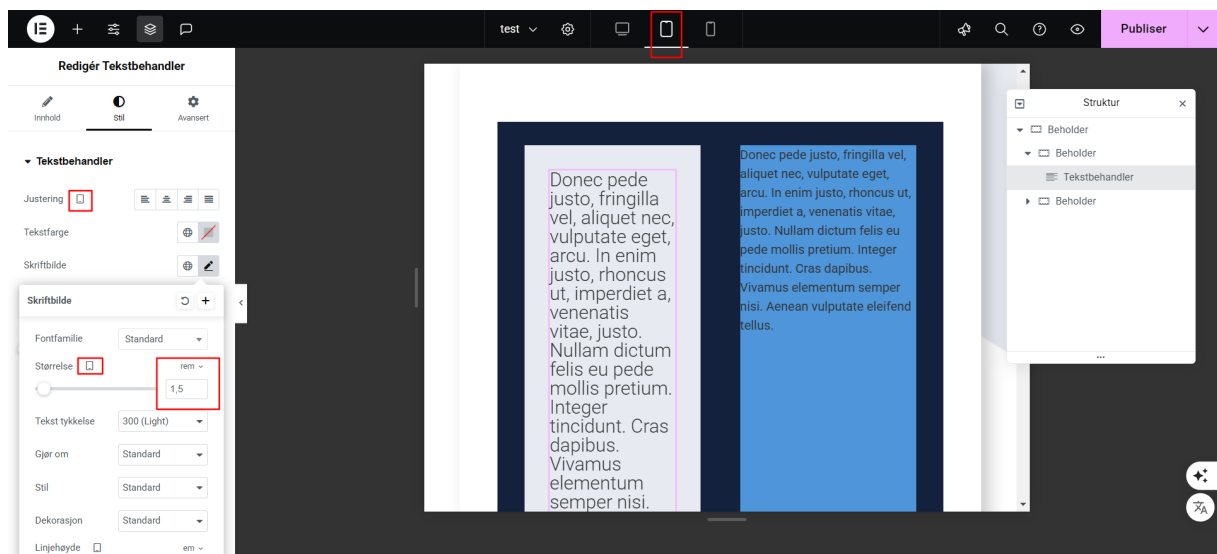 test
Publiser
Redigér Tekstbehandler
Innhold
Stil
Avansert
Tekstbehandler
Justering
Tekstfarge
Skriftbilde
Skriftbilde
Fontfamilie
Standard
Størrelse
rem
1,5
Tekst tykkelse
300 (Light)
Gjør om
Standard
Stil
Standard
Dekorasjon
Standard
Linjehøyde
em
Donec pede
justo, fringilla
vel, aliquet nec,
vulputate eget,
arcu. In enim
justo, rhoncus
ut, imperdiet a,
venenatis
vitae, justo.
Nullam dictum
felis eu pede
mollis pretium.
Integer
tincidunt. Cras
dapibus.
Vivamus
elementum
semper nisi.
Donec pede justo, fringilla vel,
aliquet nec, vulputate eget,
arcu. In enim justo, rhoncus ut,
imperdiet a, venenatis vitae,
justo. Nullam dictum felis eu
pede mollis pretium. Integer
tincidunt. Cras dapibus.
Vivamus elementum semper
nisi. Aenean vulputate eleifend
tellus.
Struktur
Beholder
Beholder
Tekstbehandler
Beholder